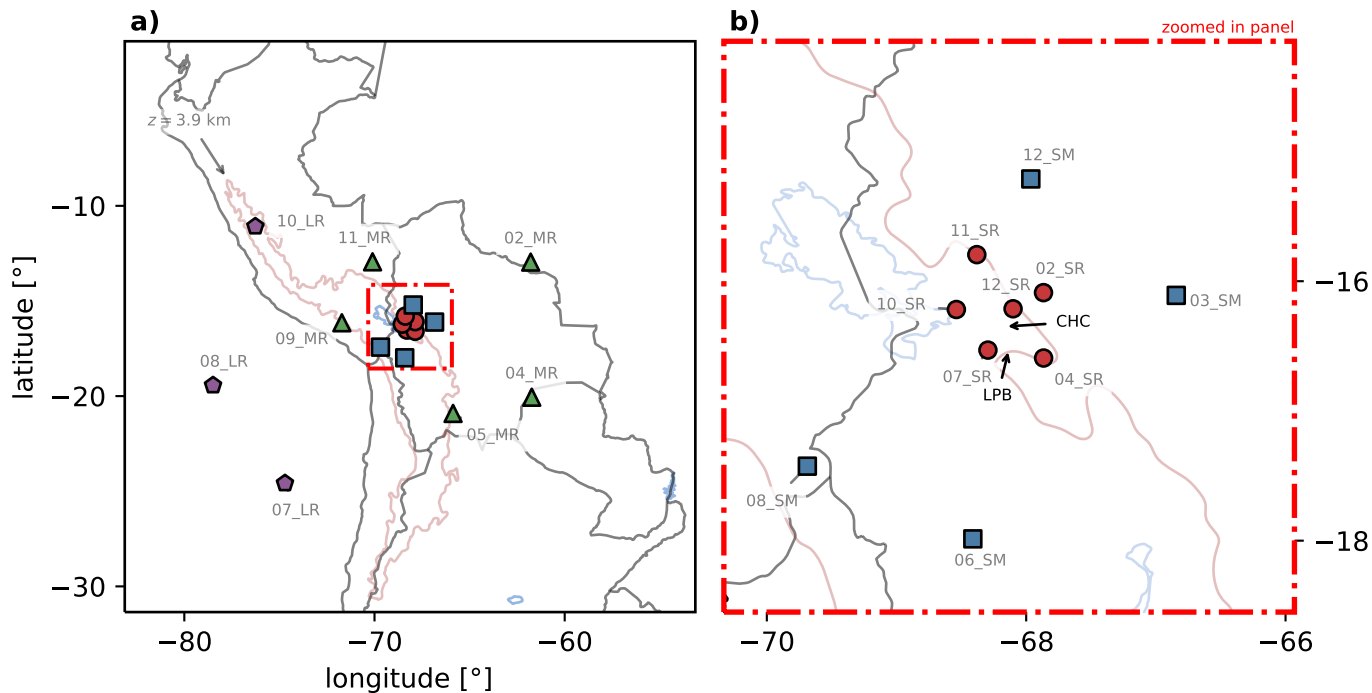 a)
z = 3.9 km
10_LR
11_MR
02_MR
09_MR
08_LR
04_MR
05_MR
07_LR
−10
−20
−30
latitude [°]
−80
−70
−60
longitude [°]
b)
zoomed in panel
12_SM
11_SR
02_SR
12_SR
10_SR
03_SM
CHC
07_SR
04_SR
LPB
08_SM
06_SM
−16
−18
−70
−68
−66